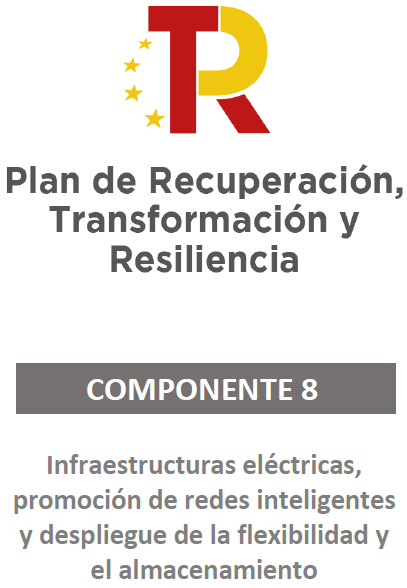 TR
Plan de Recuperación,
Transformación y
Resiliencia
COMPONENTE 8
Infraestructuras eléctricas,
promoción de redes inteligentes
y despliegue de la flexibilidad y
el almacenamiento